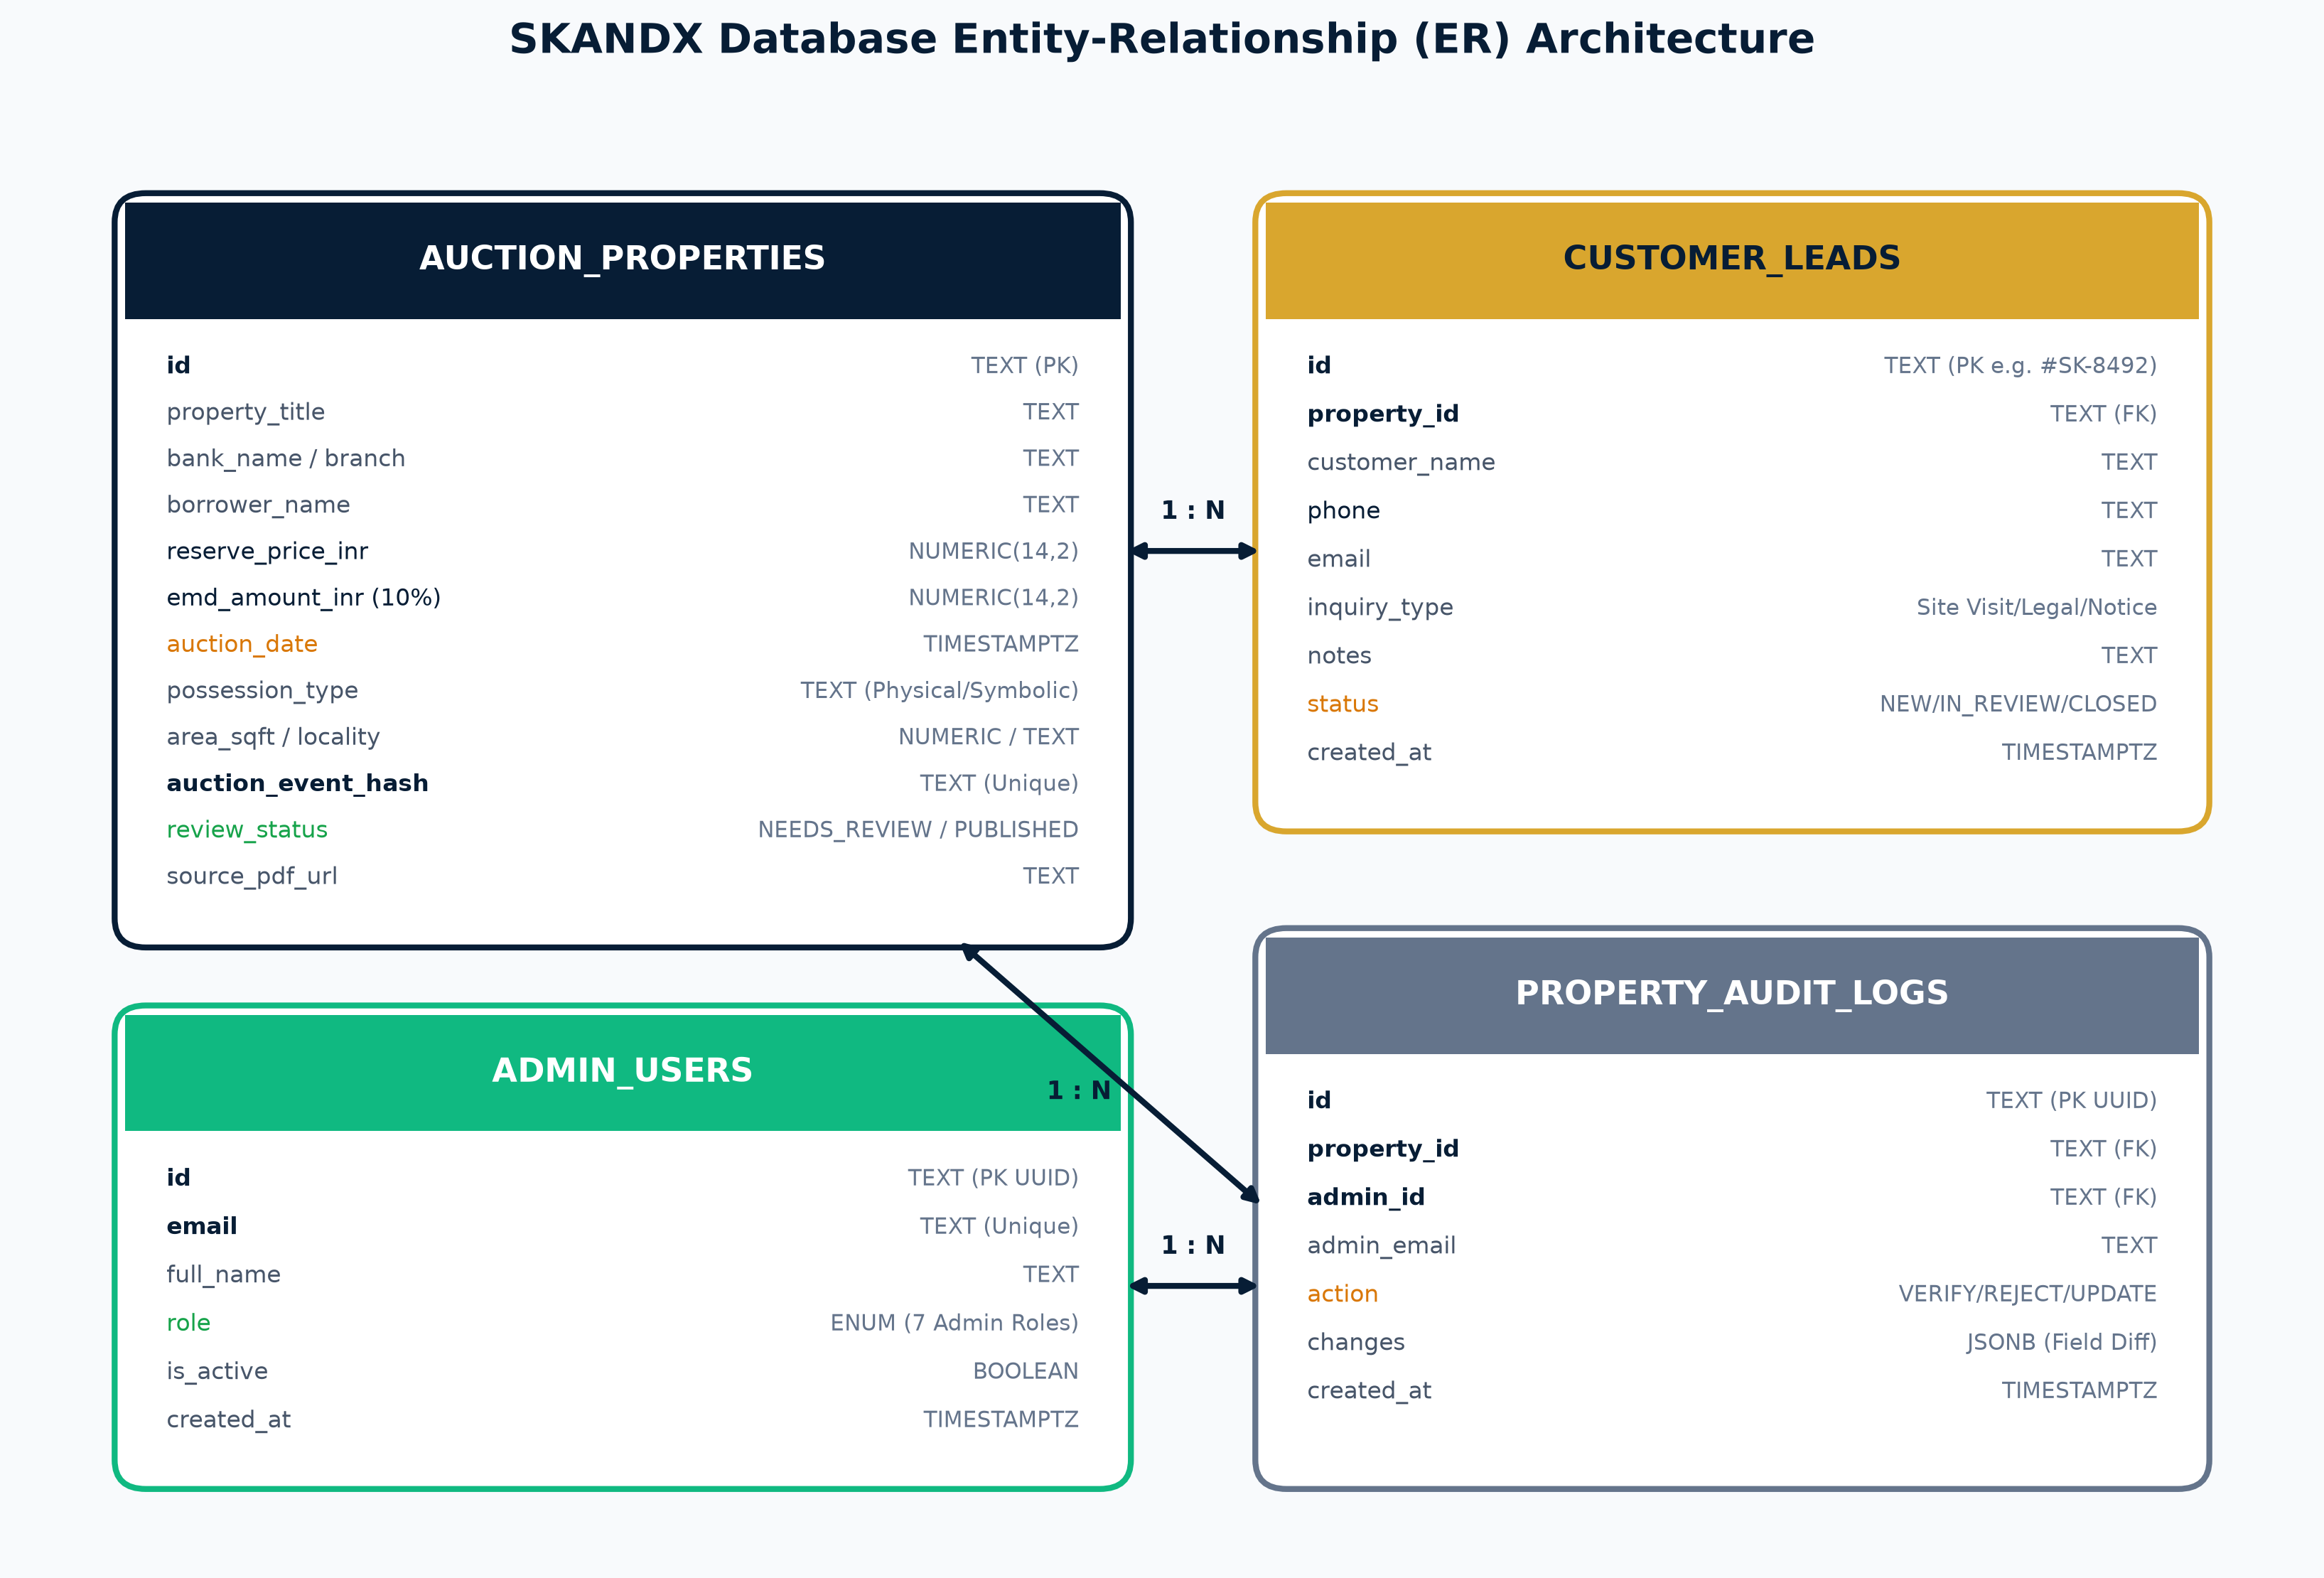 SKANDX Database Entity-Relationship (ER) Architecture
AUCTION_PROPERTIES
id TEXT (PK)
property_title TEXT
bank_name / branch TEXT
borrower_name TEXT
reserve_price_inr NUMERIC(14,2)
emd_amount_inr (10%) NUMERIC(14,2)
auction_date TIMESTAMPTZ
possession_type TEXT (Physical/Symbolic)
area_sqft / locality NUMERIC / TEXT
auction_event_hash TEXT (Unique)
review_status NEEDS_REVIEW / PUBLISHED
source_pdf_url TEXT
1 : N
CUSTOMER_LEADS
id TEXT (PK e.g. #SK-8492)
property_id TEXT (FK)
customer_name TEXT
phone TEXT
email TEXT
inquiry_type Site Visit/Legal/Notice
notes TEXT
status NEW/IN_REVIEW/CLOSED
created_at TIMESTAMPTZ
ADMIN_USERS
1 : N
id TEXT (PK UUID)
email TEXT (Unique)
full_name TEXT
role ENUM (7 Admin Roles)
is_active BOOLEAN
created_at TIMESTAMPTZ
1 : N
PROPERTY_AUDIT_LOGS
id TEXT (PK UUID)
property_id TEXT (FK)
admin_id TEXT (FK)
admin_email TEXT
action VERIFY/REJECT/UPDATE
changes JSONB (Field Diff)
created_at TIMESTAMPTZ